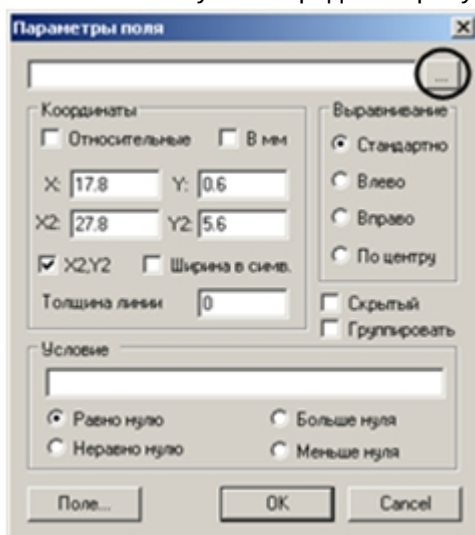 Параметры поля
...
Координаты
Относительные В мм
X: 17.8 Y: 0.6
X2: 27.8 Y2: 5.6
X2,Y2 Ширина в симв.
Толщина линии 0
Выравнивание
Стандартно
Влево
Вправо
По центру
Скрытый
Группировать
Условие
Равно нулю Больше нуля
Неравно нулю Меньше нуля
Поле... OK Cancel